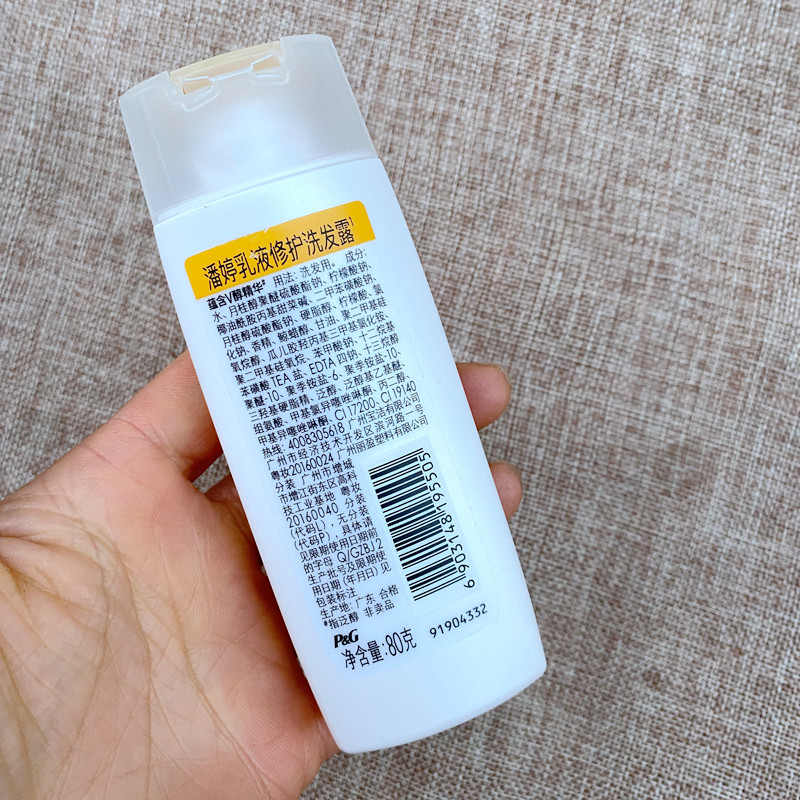 潘婷乳液修护洗发露¹
蕴含V醇精华* 用法：洗发用。 成分：
水、月桂醇聚醚硫酸酯钠、柠檬酸钠、
椰油酰胺丙基甜菜碱、二甲苯磺酸钠、
月桂醇硫酸酯钠、硬脂醇、柠檬酸、氯
化钠、香精、鲸蜡醇、甘油、聚二甲基硅
氧烷醇、瓜儿胶羟丙基三甲基氯化铵、
聚二甲基硅氧烷、苯甲酸钠、十二烷基
苯磺酸TEA盐、EDTA四钠、十三烷醇
聚醚-10、聚季铵盐-6、聚季铵盐-10、
三羟基硬脂精、泛醇、泛醇基乙基醚、
组氨酸、甲基氯异噻唑啉酮、丙二醇、
甲基异噻唑啉酮、CI 17200、CI 19140
热线：4008305618 广州宝洁有限公司
广州市经济技术开发区滨河路一号
粤妆20160024 广州丽盈塑料有限公司
分装 广州市增城
市增江街东区高科
技工业基地 粤妆
20160040 分装
(代码L)，无分装
(代码P)，具体请
见限期使用日期前
的字母 Q/GZBJ 2
生产批号及限期使
用日期(年月日)见
包装标注
生产地：广东 合枪
*指泛醇 非卖品
6903148195505
P&G
净含量：80克 91904332